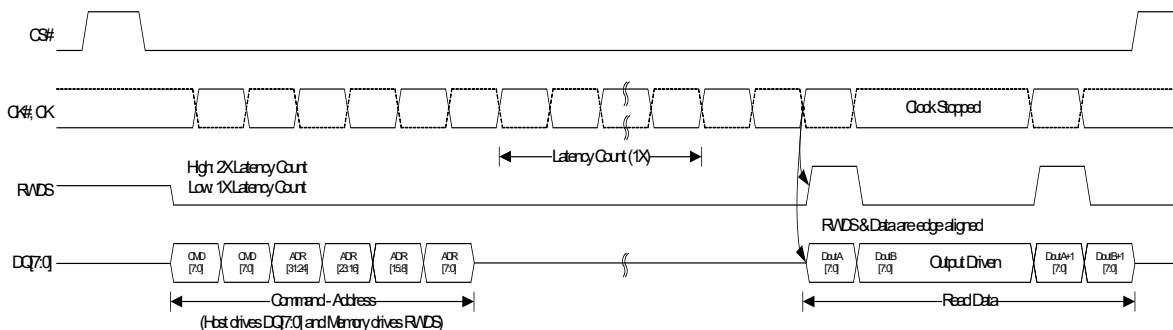 CS#
CK#, CK
Clock Stopped
Latency Count (1X)
High: 2X Latency Count
Low: 1X Latency Count
RWDS
RWDS & Data are edge aligned
DQ[7:0]
CMD [7:0] CMD [7:0] ADR [31:24] ADR [23:16] ADR [15:8] ADR [7:0] DoutA [7:0] DoutB [7:0] Output Driven DoutA+1 [7:0] DoutB+1 [7:0]
Command - Address
Read Data
(Host drives DQ[7:0] and Memory drives RWDS)